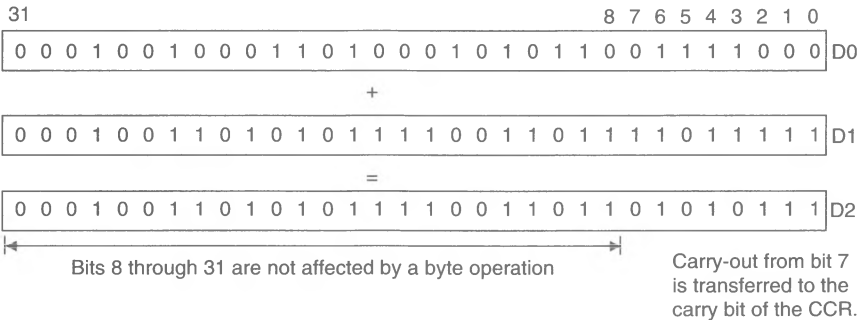 31 8 7 6 5 4 3 2 1 0
0 0 0 1 0 0 1 0 0 0 1 1 0 1 0 0 0 1 0 1 0 1 1 0 0 1 1 1 1 0 0 0 D0
+
0 0 0 1 0 0 1 1 0 1 0 1 0 1 1 1 1 0 0 1 1 0 1 1 1 1 0 1 1 1 1 1 D1
=
0 0 0 1 0 0 1 1 0 1 0 1 0 1 1 1 1 0 0 1 1 0 1 1 0 1 0 1 0 1 1 1 D2
Bits 8 through 31 are not affected by a byte operation
Carry-out from bit 7
is transferred to the
carry bit of the CCR.